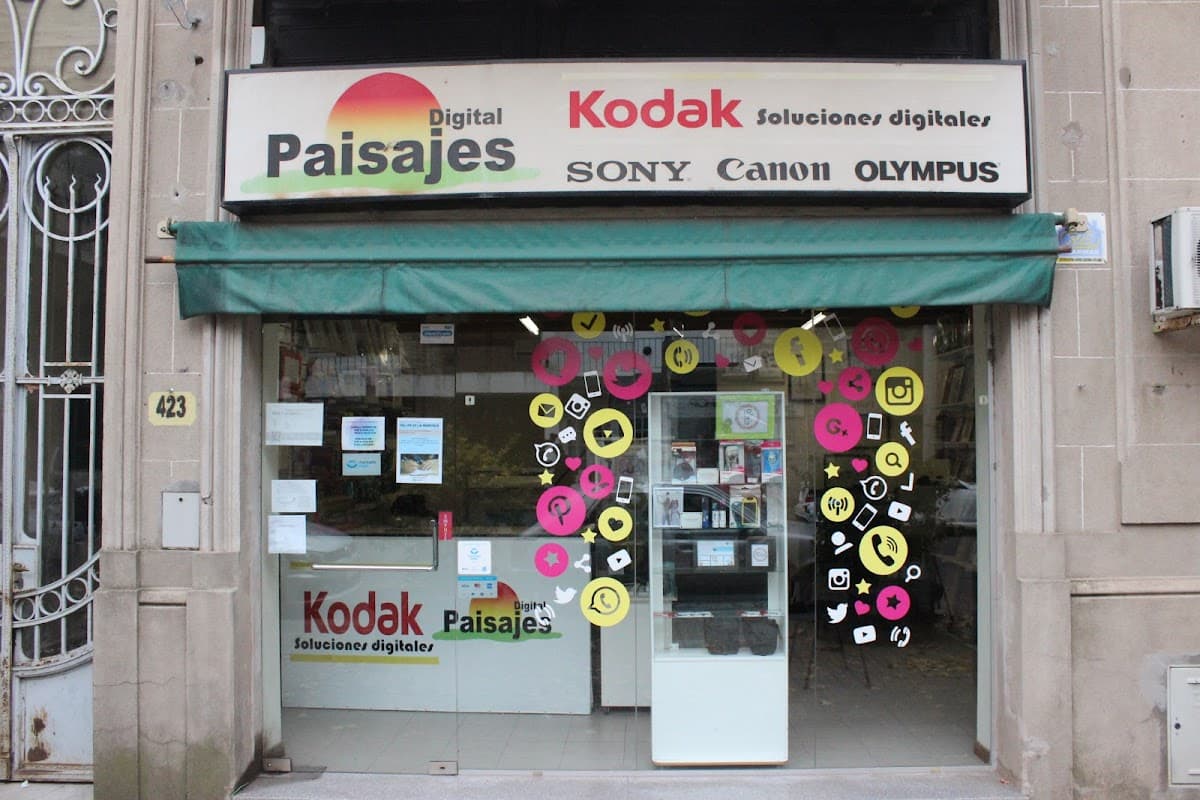 Digital
Paisajes
Kodak Soluciones digitales
SONY Canon OLYMPUS
423
Kodak
Soluciones digitales
Digital
Paisajes